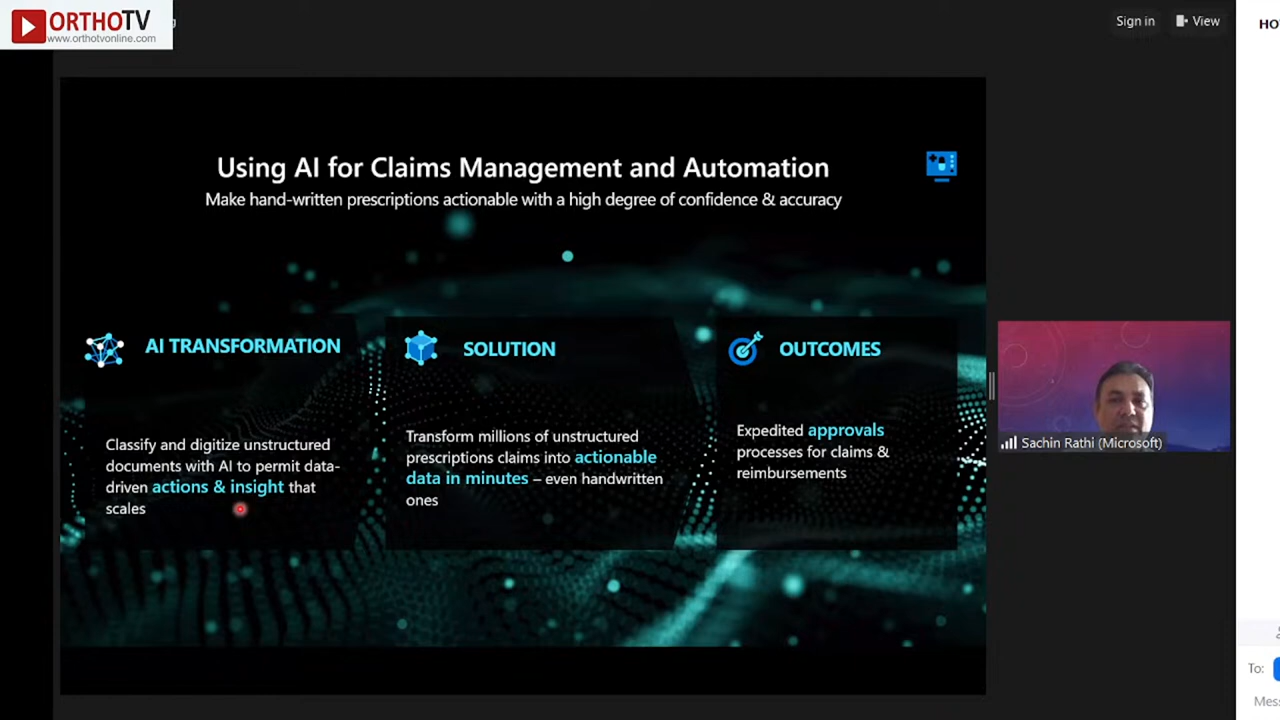 ORTHOTV
www.orthotvonline.com
Sign in
View
HO
Using AI for Claims Management and Automation
Make hand-written prescriptions actionable with a high degree of confidence & accuracy
AI TRANSFORMATION
Classify and digitize unstructured
documents with AI to permit data-
driven actions & insight that
scales
SOLUTION
Transform millions of unstructured
prescriptions claims into actionable
data in minutes – even handwritten
ones
OUTCOMES
Expedited approvals
processes for claims &
reimbursements
Sachin Rathi (Microsoft)
To:
Mess